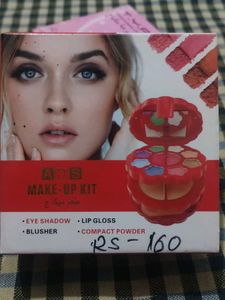 ADS
MAKE-UP KIT
• EYE SHADOW
• LIP GLOSS
• BLUSHER
• COMPACT POWDER
RS-160